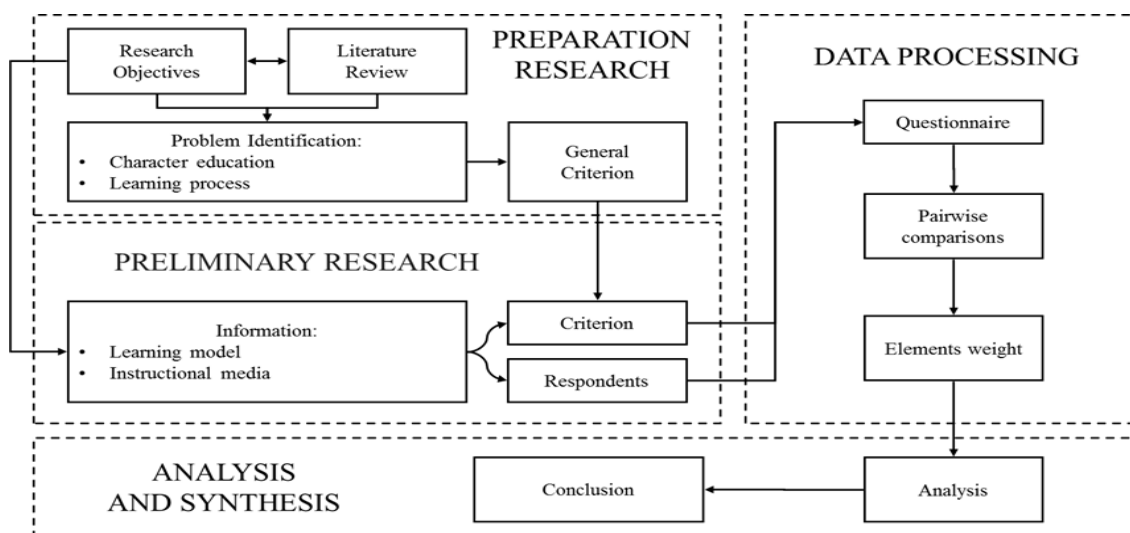 PREPARATION
RESEARCH
Research
Objectives
Literature
Review
Problem Identification:
• Character education
• Learning process
General
Criterion
PRELIMINARY RESEARCH
Information:
• Learning model
• Instructional media
Criterion
Respondents
DATA PROCESSING
Questionnaire
Pairwise
comparisons
Elements weight
ANALYSIS
AND SYNTHESIS
Conclusion
Analysis